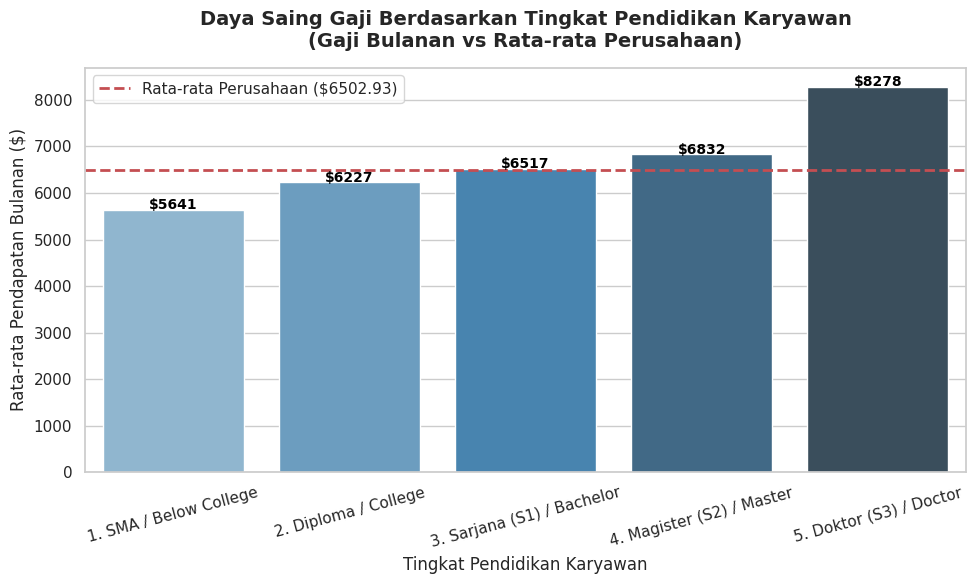 Daya Saing Gaji Berdasarkan Tingkat Pendidikan Karyawan
(Gaji Bulanan vs Rata-rata Perusahaan)
Rata-rata Perusahaan ($6502.93)
Rata-rata Pendapatan Bulanan ($)
8000
7000
6000
5000
4000
3000
2000
1000
0
$5641
$6227
$6517
$6832
$8278
1. SMA / Below College
2. Diploma / College
3. Sarjana (S1) / Bachelor
4. Magister (S2) / Master
5. Doktor (S3) / Doctor
Tingkat Pendidikan Karyawan